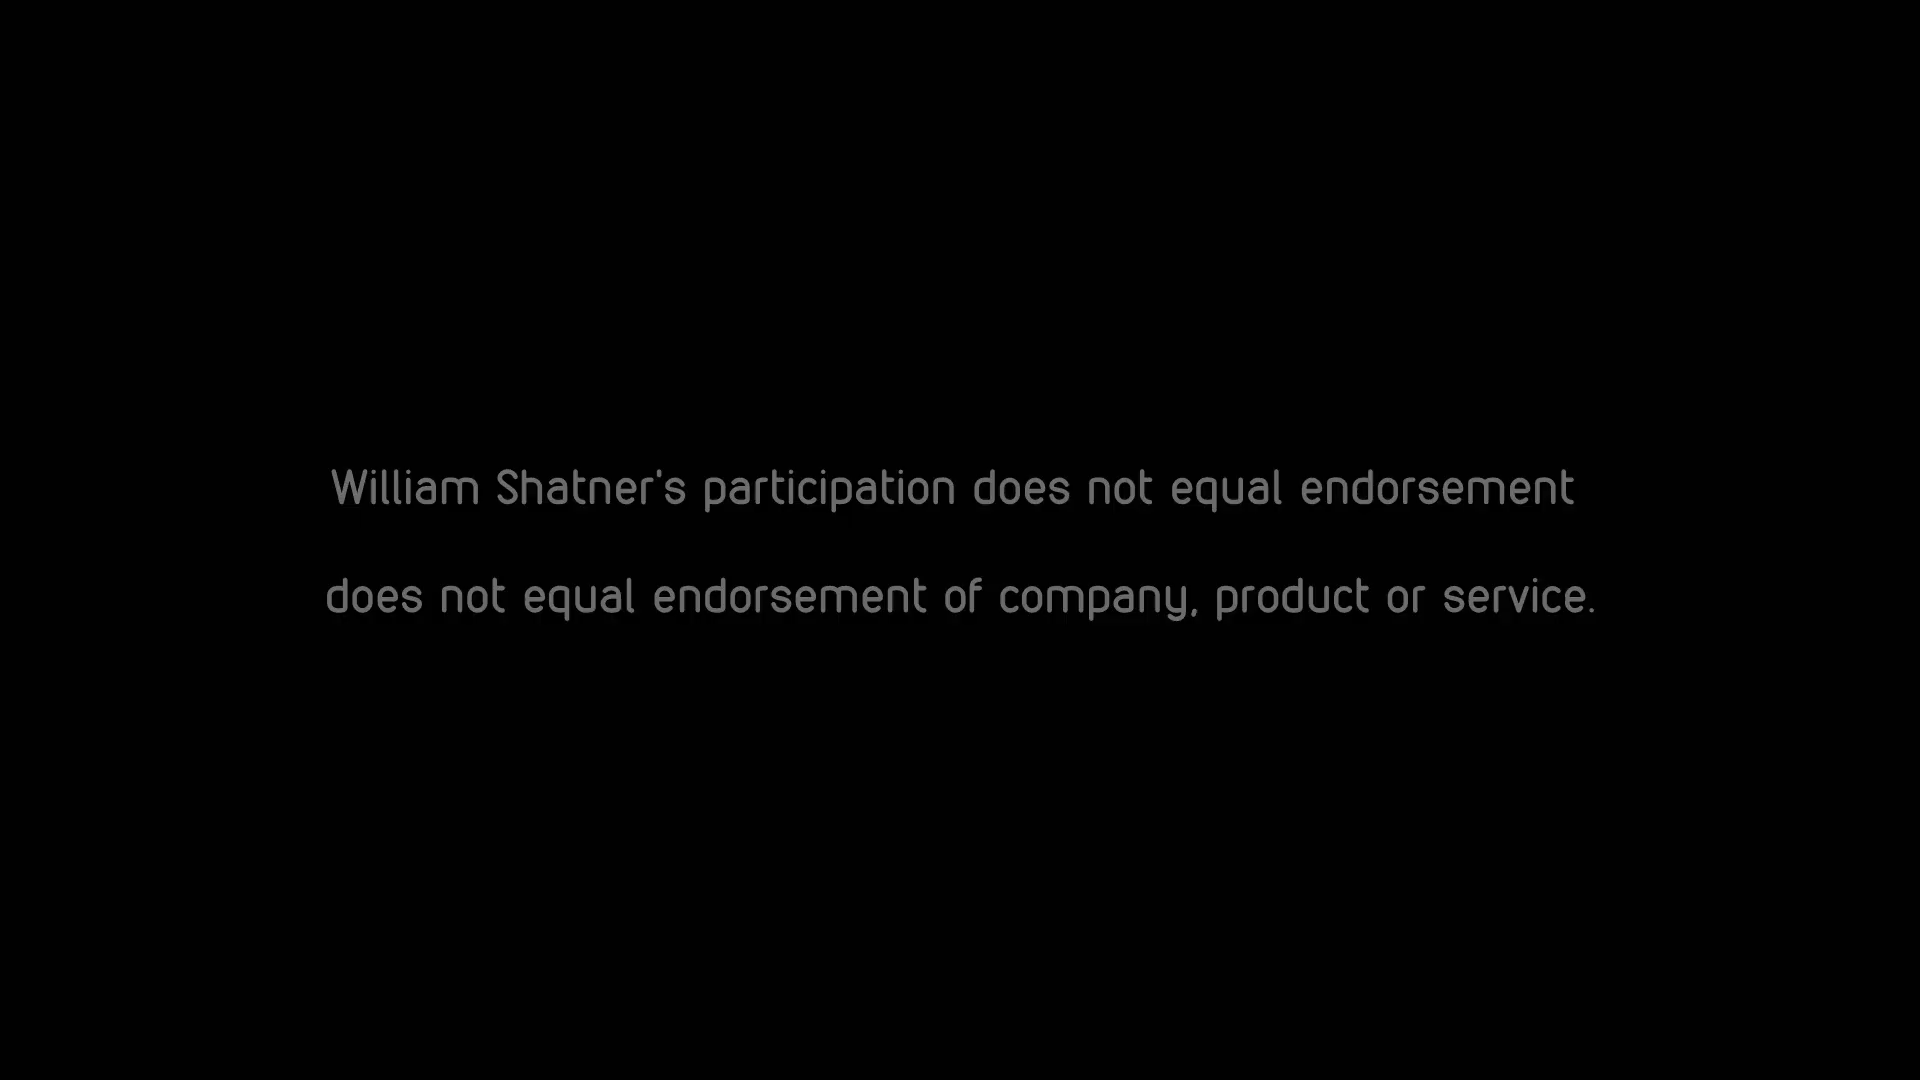 William Shatner's participation does not equal endorsement
does not equal endorsement of company, product or service.